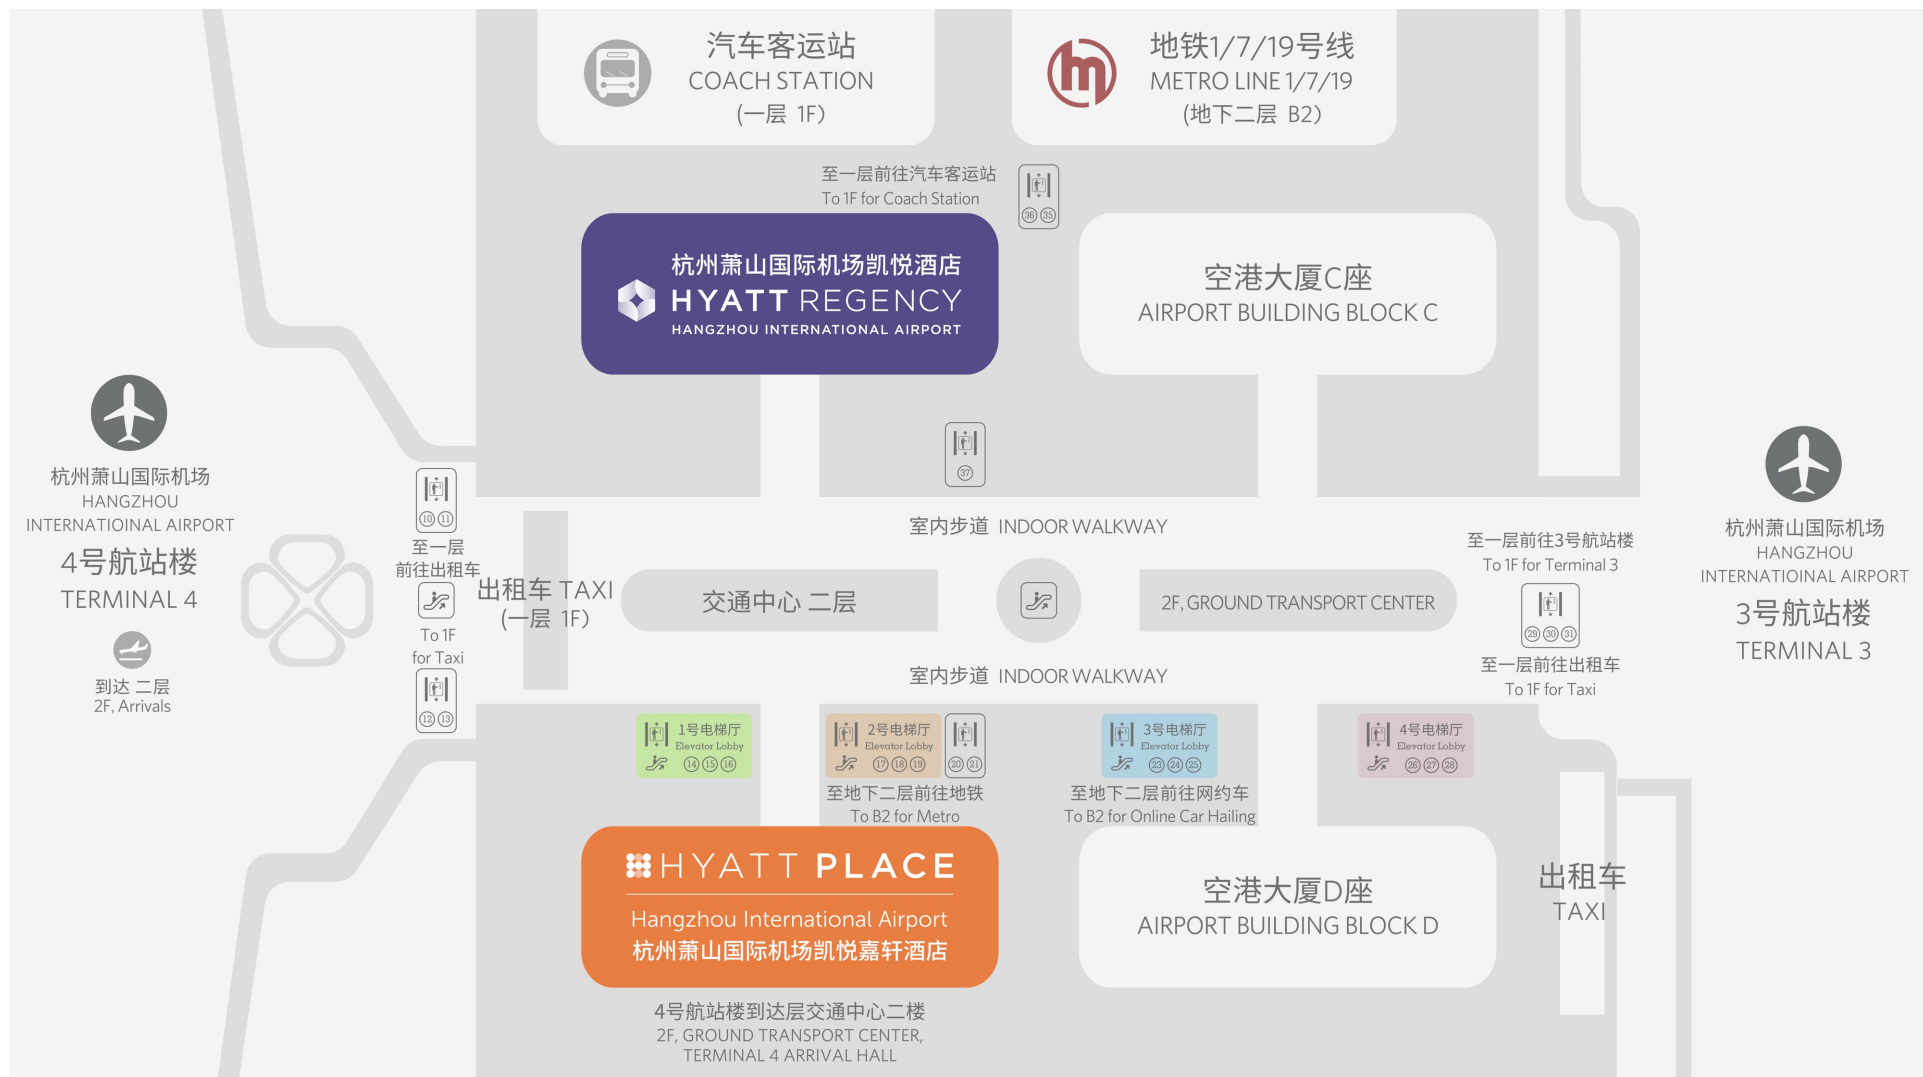 汽车客运站
COACH STATION
(一层 1F)
地铁1/7/19号线
METRO LINE 1/7/19
(地下二层 B2)
至一层前往汽车客运站
To 1F for Coach Station
36 35
杭州萧山国际机场凯悦酒店
HYATT REGENCY
HANGZHOU INTERNATIONAL AIRPORT
空港大厦C座
AIRPORT BUILDING BLOCK C
37
杭州萧山国际机场
HANGZHOU
INTERNATIOINAL AIRPORT
4号航站楼
TERMINAL 4
到达 二层
2F, Arrivals
10 11
至一层
前往出租车
To 1F
for Taxi
12 13
出租车 TAXI
(一层 1F)
室内步道 INDOOR WALKWAY
交通中心 二层
2F, GROUND TRANSPORT CENTER
室内步道 INDOOR WALKWAY
至一层前往3号航站楼
To 1F for Terminal 3
29 30 31
至一层前往出租车
To 1F for Taxi
杭州萧山国际机场
HANGZHOU
INTERNATIOINAL AIRPORT
3号航站楼
TERMINAL 3
1号电梯厅
Elevator Lobby
14 15 16
2号电梯厅
Elevator Lobby
17 18 19
20 21
至地下二层前往地铁
To B2 for Metro
3号电梯厅
Elevator Lobby
23 24 25
至地下二层前往网约车
To B2 for Online Car Hailing
4号电梯厅
Elevator Lobby
26 27 28
HYATT PLACE
Hangzhou International Airport
杭州萧山国际机场凯悦嘉轩酒店
空港大厦D座
AIRPORT BUILDING BLOCK D
出租车
TAXI
4号航站楼到达层交通中心二楼
2F, GROUND TRANSPORT CENTER,
TERMINAL 4 ARRIVAL HALL